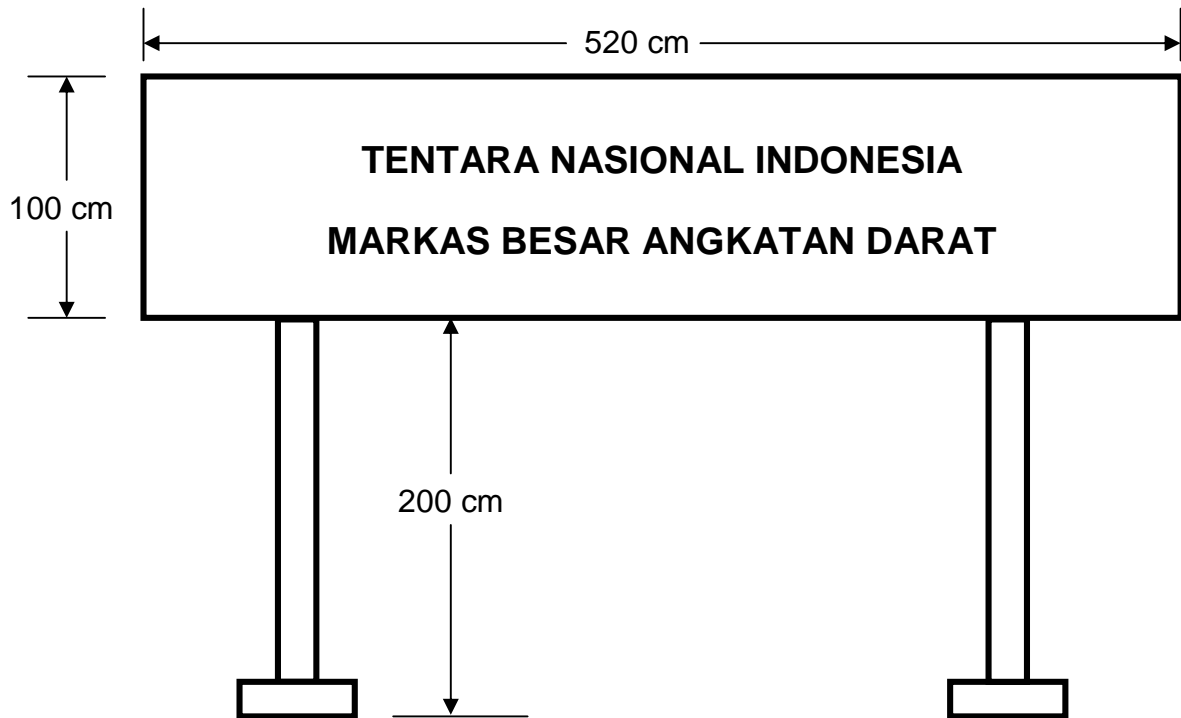 520 cm
TENTARA NASIONAL INDONESIA
100 cm
MARKAS BESAR ANGKATAN DARAT
200 cm